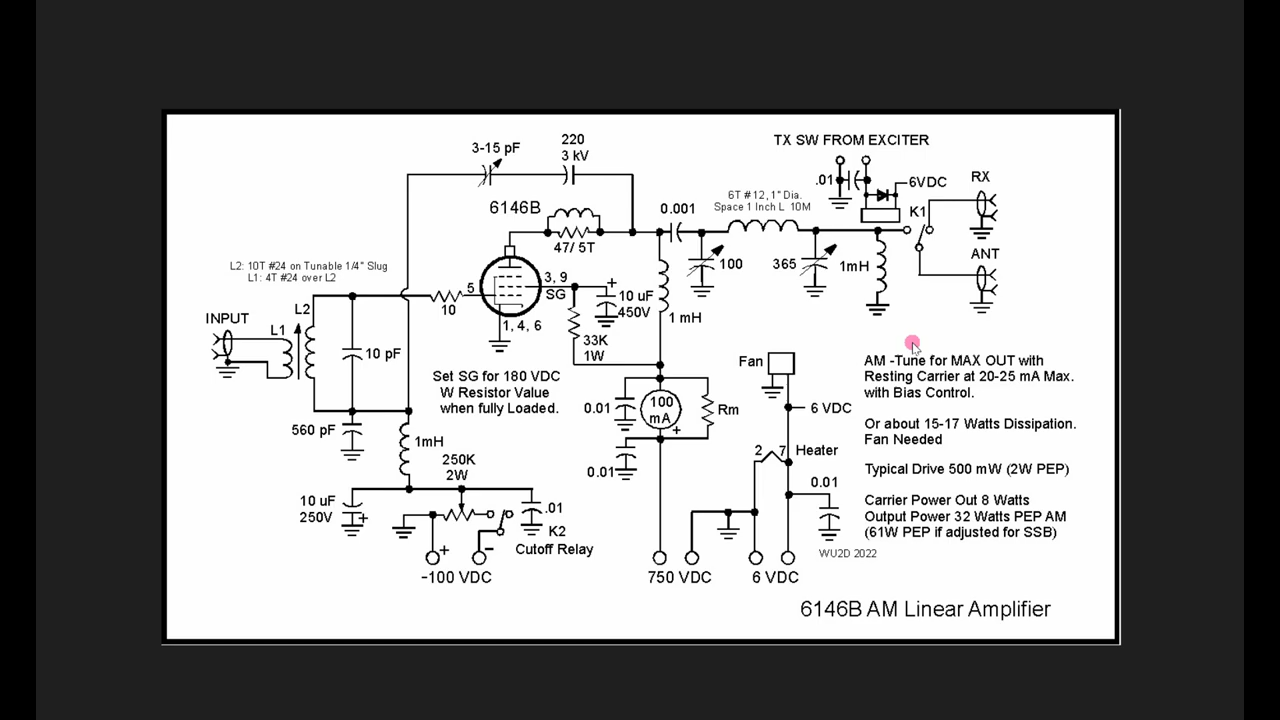 TX SW FROM EXCITER
3-15 pF
220
3 kV
.01
6VDC
RX
6146B
0.001
6T #12, 1" Dia.
Space 1 Inch L 10M
K1
47/ 5T
ANT
L2: 10T #24 on Tunable 1/4" Slug
L1: 4T #24 over L2
100
365
1mH
5
3, 9
SG
+
10 uF
450V
10
1, 4, 6
INPUT
L1
L2
10 pF
33K
1W
1 mH
Set SG for 180 VDC
W Resistor Value
when fully Loaded.
Fan
6 VDC
0.01
100
mA
+
Rm
0.01
AM -Tune for MAX OUT with
Resting Carrier at 20-25 mA Max.
with Bias Control.
Or about 15-17 Watts Dissipation.
Fan Needed
Typical Drive 500 mW (2W PEP)
Carrier Power Out 8 Watts
Output Power 32 Watts PEP AM
(61W PEP if adjusted for SSB)
WU2D 2022
560 pF
1mH
250K
2W
10 uF
250V
+
.01
K2
Cutoff Relay
+
-
-100 VDC
2
7
Heater
0.01
750 VDC
6 VDC
6146B AM Linear Amplifier